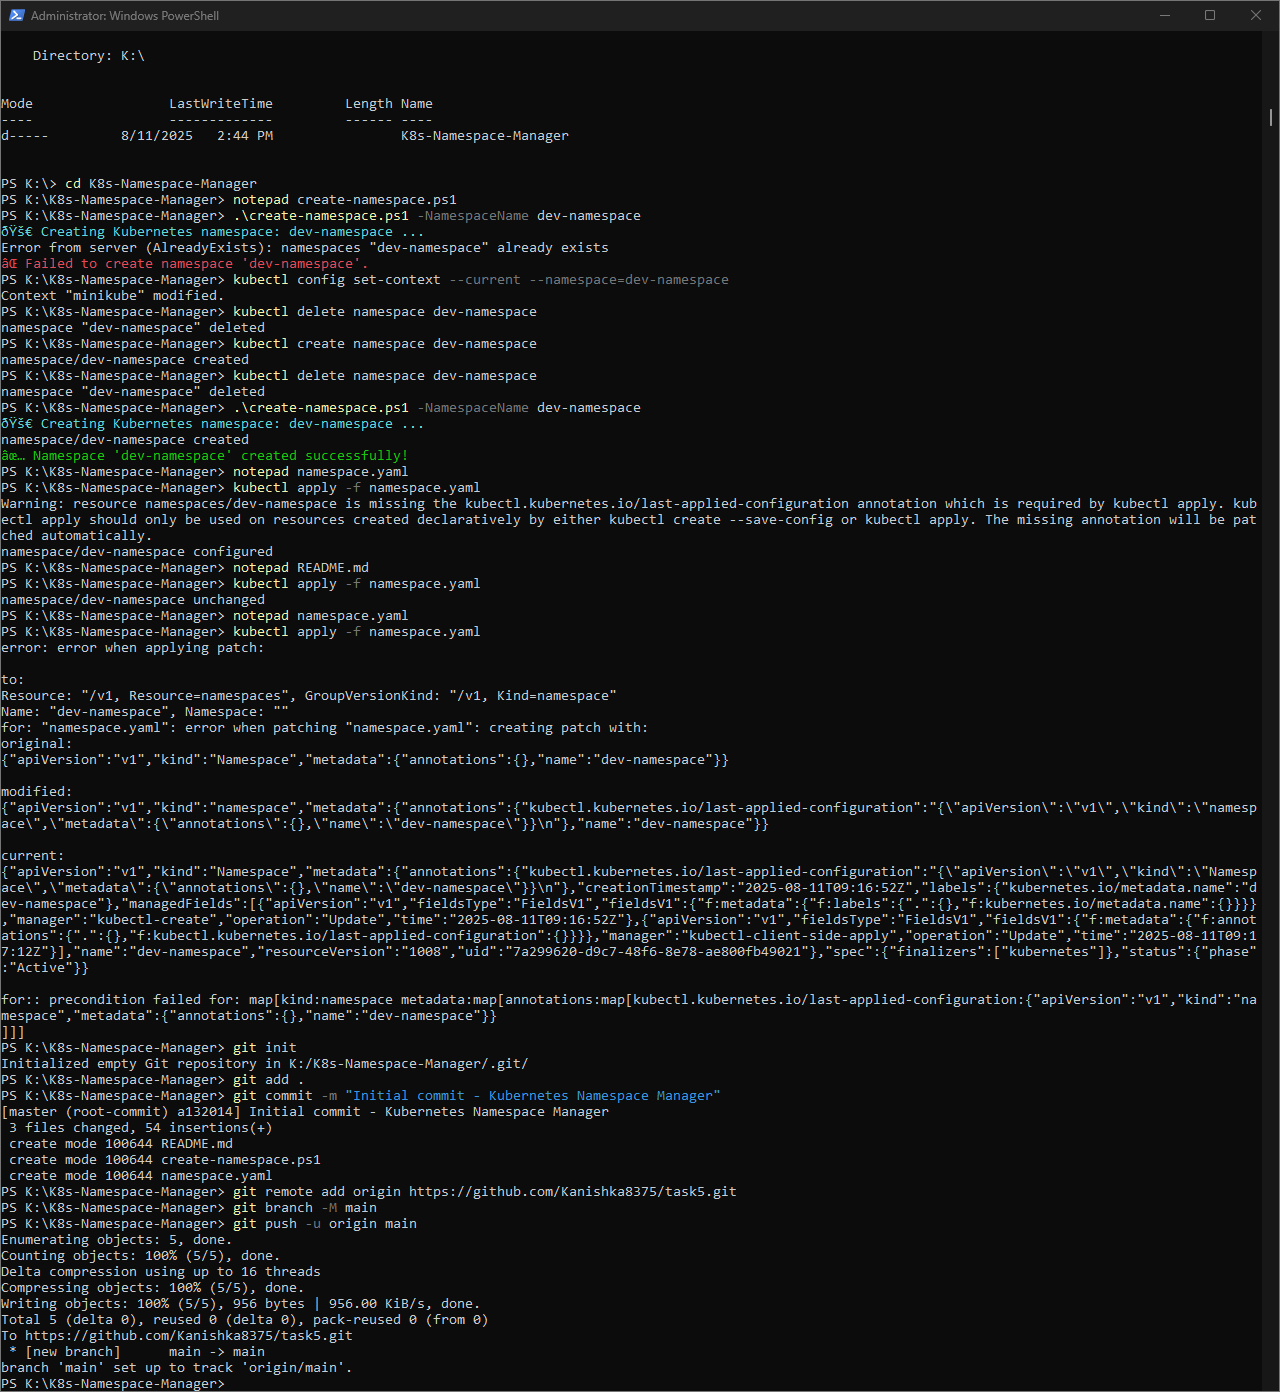 Administrator: Windows PowerShell
Directory: K:\
Mode                 LastWriteTime         Length Name
----                 -------------         ------ ----
d-----         8/11/2025   2:44 PM                K8s-Namespace-Manager
PS K:\> cd K8s-Namespace-Manager
PS K:\K8s-Namespace-Manager> notepad create-namespace.ps1
PS K:\K8s-Namespace-Manager> .\create-namespace.ps1 -NamespaceName dev-namespace
ðŸš€ Creating Kubernetes namespace: dev-namespace ...
Error from server (AlreadyExists): namespaces "dev-namespace" already exists
âŒ Failed to create namespace 'dev-namespace'.
PS K:\K8s-Namespace-Manager> kubectl config set-context --current --namespace=dev-namespace
Context "minikube" modified.
PS K:\K8s-Namespace-Manager> kubectl delete namespace dev-namespace
namespace "dev-namespace" deleted
PS K:\K8s-Namespace-Manager> kubectl create namespace dev-namespace
namespace/dev-namespace created
PS K:\K8s-Namespace-Manager> kubectl delete namespace dev-namespace
namespace "dev-namespace" deleted
PS K:\K8s-Namespace-Manager> .\create-namespace.ps1 -NamespaceName dev-namespace
ðŸš€ Creating Kubernetes namespace: dev-namespace ...
namespace/dev-namespace created
âœ… Namespace 'dev-namespace' created successfully!
PS K:\K8s-Namespace-Manager> notepad namespace.yaml
PS K:\K8s-Namespace-Manager> kubectl apply -f namespace.yaml
Warning: resource namespaces/dev-namespace is missing the kubectl.kubernetes.io/last-applied-configuration annotation which is required by kubectl apply. kub
ectl apply should only be used on resources created declaratively by either kubectl create --save-config or kubectl apply. The missing annotation will be pat
ched automatically.
namespace/dev-namespace configured
PS K:\K8s-Namespace-Manager> notepad README.md
PS K:\K8s-Namespace-Manager> kubectl apply -f namespace.yaml
namespace/dev-namespace unchanged
PS K:\K8s-Namespace-Manager> notepad namespace.yaml
PS K:\K8s-Namespace-Manager> kubectl apply -f namespace.yaml
error: error when applying patch:
to:
Resource: "/v1, Resource=namespaces", GroupVersionKind: "/v1, Kind=namespace"
Name: "dev-namespace", Namespace: ""
for: "namespace.yaml": error when patching "namespace.yaml": creating patch with:
original:
{"apiVersion":"v1","kind":"Namespace","metadata":{"annotations":{},"name":"dev-namespace"}}
modified:
{"apiVersion":"v1","kind":"namespace","metadata":{"annotations":{"kubectl.kubernetes.io/last-applied-configuration":"{\"apiVersion\":\"v1\",\"kind\":\"namesp
ace\",\"metadata\":{\"annotations\":{},\"name\":\"dev-namespace\"}}\n"},"name":"dev-namespace"}}
current:
{"apiVersion":"v1","kind":"Namespace","metadata":{"annotations":{"kubectl.kubernetes.io/last-applied-configuration":"{\"apiVersion\":\"v1\",\"kind\":\"Namesp
ace\",\"metadata\":{\"annotations\":{},\"name\":\"dev-namespace\"}}\n"},"creationTimestamp":"2025-08-11T09:16:52Z","labels":{"kubernetes.io/metadata.name":"d
ev-namespace"},"managedFields":[{"apiVersion":"v1","fieldsType":"FieldsV1","fieldsV1":{"f:metadata":{"f:labels":{".":{},"f:kubernetes.io/metadata.name":{}}}}
,"manager":"kubectl-create","operation":"Update","time":"2025-08-11T09:16:52Z"},{"apiVersion":"v1","fieldsType":"FieldsV1","fieldsV1":{"f:metadata":{"f:annot
ations":{".":{},"f:kubectl.kubernetes.io/last-applied-configuration":{}}}},"manager":"kubectl-client-side-apply","operation":"Update","time":"2025-08-11T09:1
7:12Z"}],"name":"dev-namespace","resourceVersion":"1008","uid":"7a299620-d9c7-48f6-8e78-ae800fb49021"},"spec":{"finalizers":["kubernetes"]},"status":{"phase"
:"Active"}}
for:: precondition failed for: map[kind:namespace metadata:map[annotations:map[kubectl.kubernetes.io/last-applied-configuration:{"apiVersion":"v1","kind":"na
mespace","metadata":{"annotations":{},"name":"dev-namespace"}}
]]]
PS K:\K8s-Namespace-Manager> git init
Initialized empty Git repository in K:/K8s-Namespace-Manager/.git/
PS K:\K8s-Namespace-Manager> git add .
PS K:\K8s-Namespace-Manager> git commit -m "Initial commit - Kubernetes Namespace Manager"
[master (root-commit) a132014] Initial commit - Kubernetes Namespace Manager
 3 files changed, 54 insertions(+)
 create mode 100644 README.md
 create mode 100644 create-namespace.ps1
 create mode 100644 namespace.yaml
PS K:\K8s-Namespace-Manager> git remote add origin https://github.com/Kanishka8375/task5.git
PS K:\K8s-Namespace-Manager> git branch -M main
PS K:\K8s-Namespace-Manager> git push -u origin main
Enumerating objects: 5, done.
Counting objects: 100% (5/5), done.
Delta compression using up to 16 threads
Compressing objects: 100% (5/5), done.
Writing objects: 100% (5/5), 956 bytes | 956.00 KiB/s, done.
Total 5 (delta 0), reused 0 (delta 0), pack-reused 0 (from 0)
To https://github.com/Kanishka8375/task5.git
 * [new branch]      main -> main
branch 'main' set up to track 'origin/main'.
PS K:\K8s-Namespace-Manager>